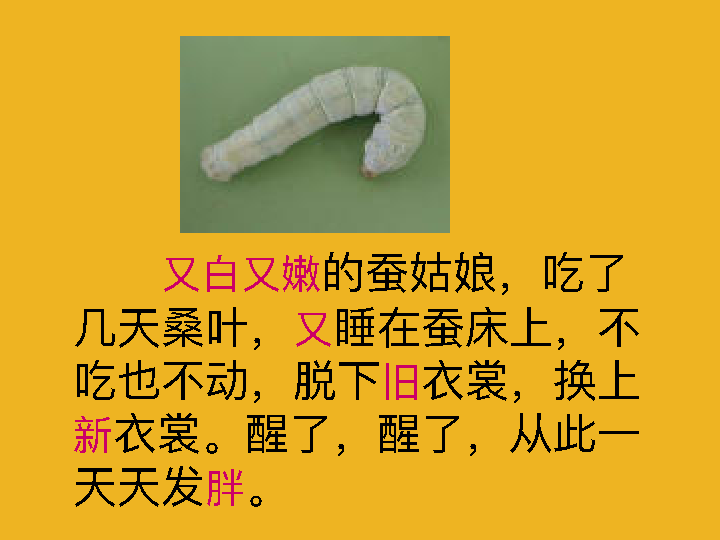 又白又嫩的蚕姑娘，吃了
几天桑叶，又睡在蚕床上，不
吃也不动，脱下旧衣裳，换上
新衣裳。醒了，醒了，从此一
天天发胖。